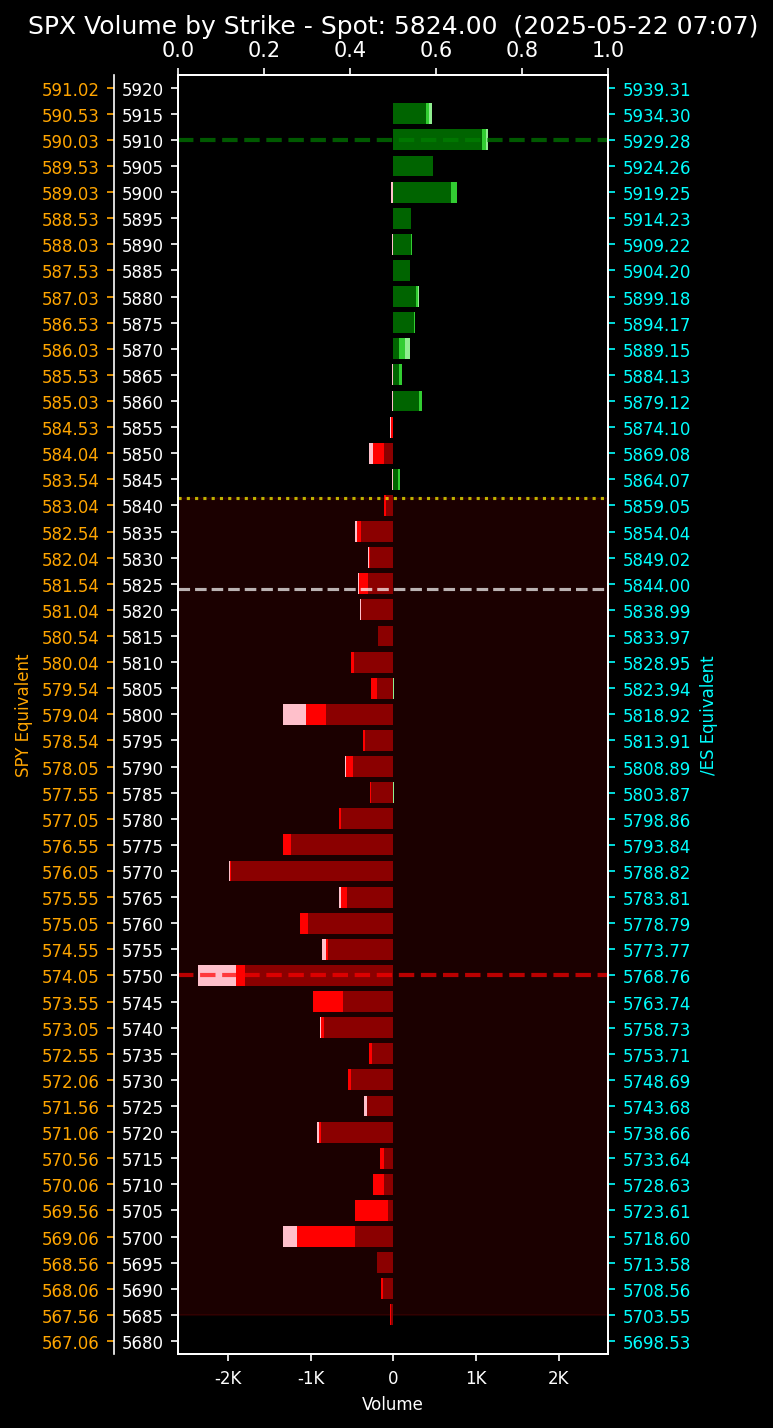 SPX Volume by Strike - Spot: 5824.00  (2025-05-22 07:07)
0.0 0.2 0.4 0.6 0.8 1.0
591.02 5920 5939.31
590.53 5915 5934.30
590.03 5910 5929.28
589.53 5905 5924.26
589.03 5900 5919.25
588.53 5895 5914.23
588.03 5890 5909.22
587.53 5885 5904.20
587.03 5880 5899.18
586.53 5875 5894.17
586.03 5870 5889.15
585.53 5865 5884.13
585.03 5860 5879.12
584.53 5855 5874.10
584.04 5850 5869.08
583.54 5845 5864.07
583.04 5840 5859.05
582.54 5835 5854.04
582.04 5830 5849.02
581.54 5825 5844.00
581.04 5820 5838.99
580.54 5815 5833.97
580.04 5810 5828.95
579.54 5805 5823.94
579.04 5800 5818.92
578.54 5795 5813.91
578.05 5790 5808.89
577.55 5785 5803.87
577.05 5780 5798.86
576.55 5775 5793.84
576.05 5770 5788.82
575.55 5765 5783.81
575.05 5760 5778.79
574.55 5755 5773.77
574.05 5750 5768.76
573.55 5745 5763.74
573.05 5740 5758.73
572.55 5735 5753.71
572.06 5730 5748.69
571.56 5725 5743.68
571.06 5720 5738.66
570.56 5715 5733.64
570.06 5710 5728.63
569.56 5705 5723.61
569.06 5700 5718.60
568.56 5695 5713.58
568.06 5690 5708.56
567.56 5685 5703.55
567.06 5680 5698.53
SPY Equivalent
/ES Equivalent
-2K -1K 0 1K 2K
Volume